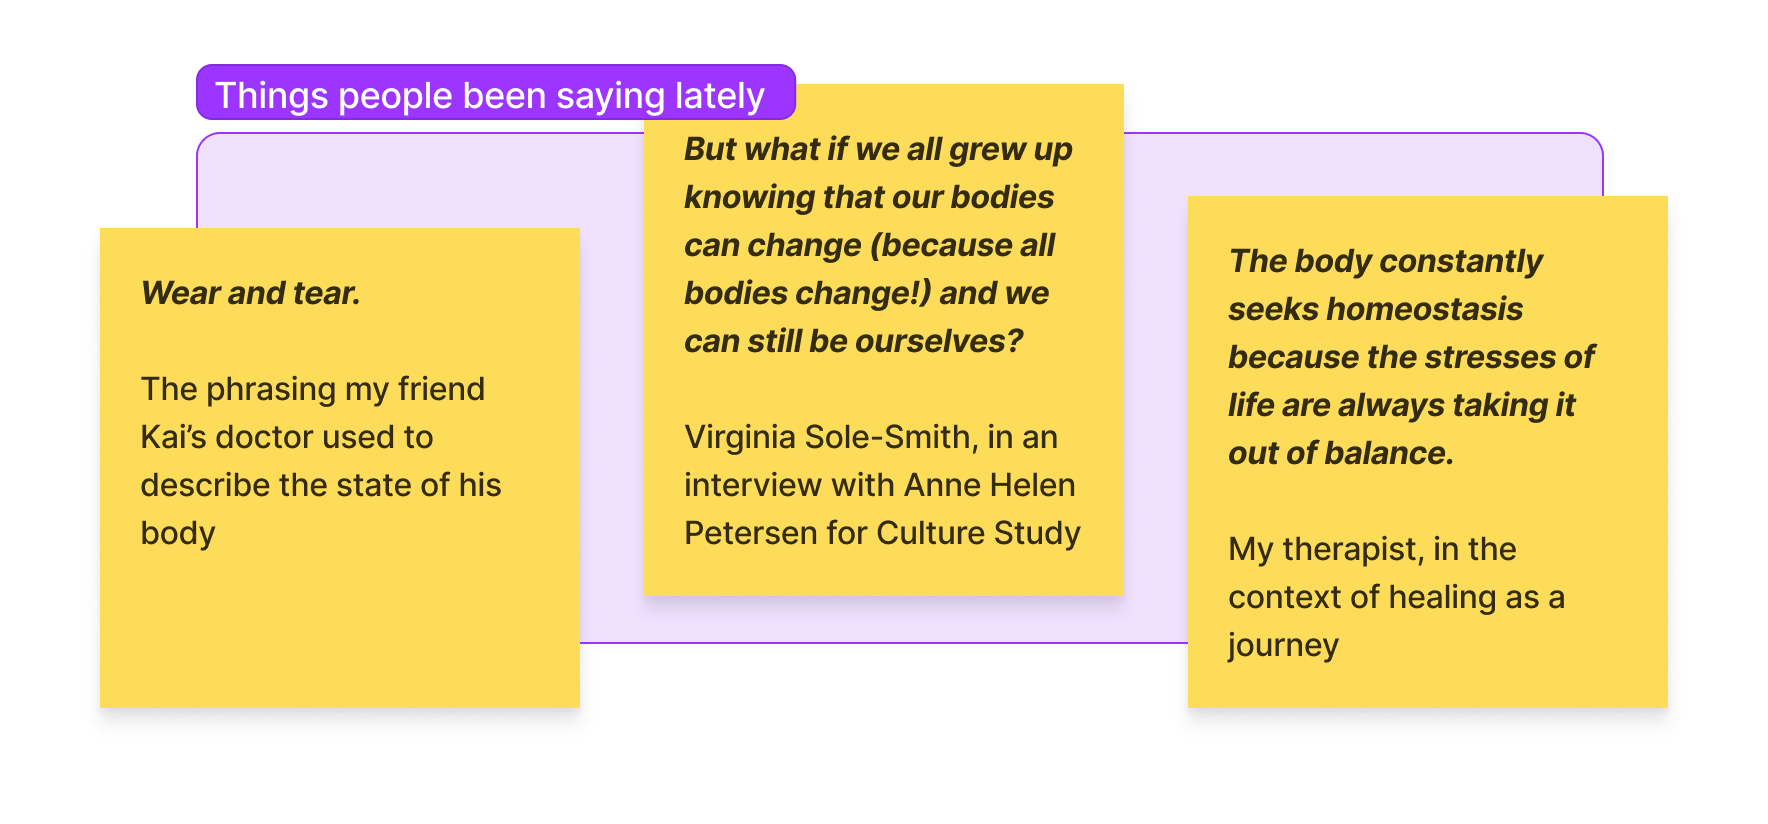 Things people been saying lately
Wear and tear.
The phrasing my friend
Kai’s doctor used to
describe the state of his
body
But what if we all grew up
knowing that our bodies
can change (because all
bodies change!) and we
can still be ourselves?
Virginia Sole-Smith, in an
interview with Anne Helen
Petersen for Culture Study
The body constantly
seeks homeostasis
because the stresses of
life are always taking it
out of balance.
My therapist, in the
context of healing as a
journey